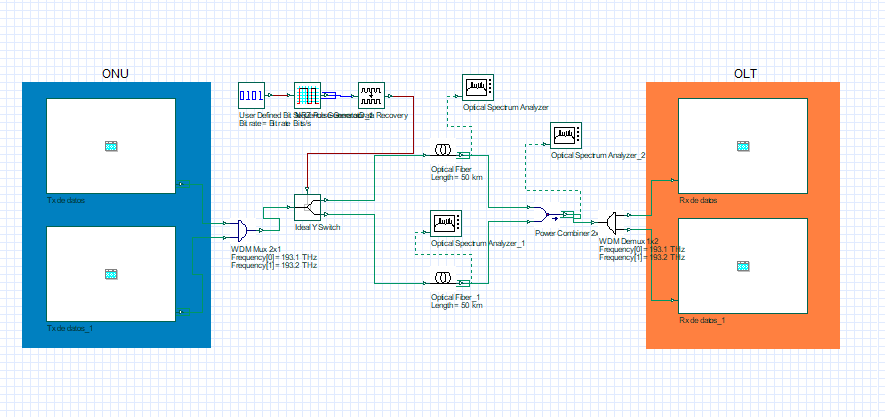 ONU
OLT
0101
User Defined Bit
Bit rate = Bit rate Bits/s
Recovery
Optical Spectrum Analyzer
Optical Spectrum Analyzer_2
Optical Fiber
Length = 50 km
Tx de datos
Rx de datos
Ideal Y Switch
Optical Spectrum Analyzer_1
Power Combiner 2x
WDM Mux 2x1
Frequency[0] = 193.1 THz
Frequency[1] = 193.2 THz
WDM Demux 1x2
Frequency[0] = 193.1 THz
Frequency[1] = 193.2 THz
Optical Fiber_1
Length = 50 km
Tx de datos_1
Rx de datos_1